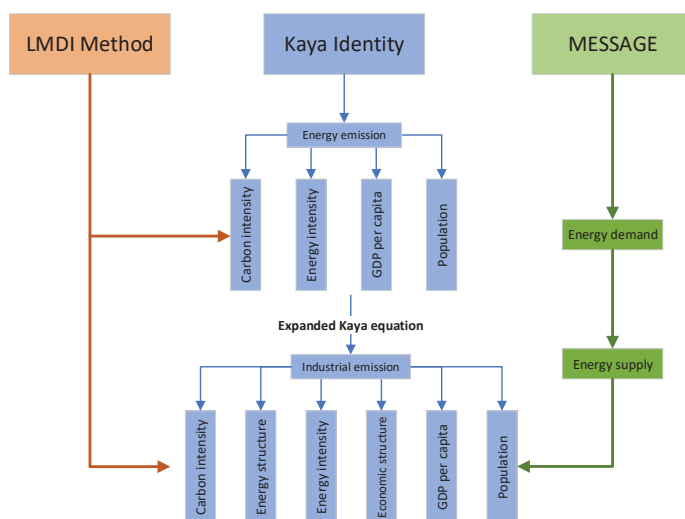 LMDI Method
Kaya Identity
MESSAGE
Energy emission
Carbon intensity
Energy intensity
GDP per capita
Population
Energy demand
Expanded Kaya equation
Industrial emission
Energy supply
Carbon intensity
Energy structure
Energy intensity
Economic structure
GDP per capita
Population